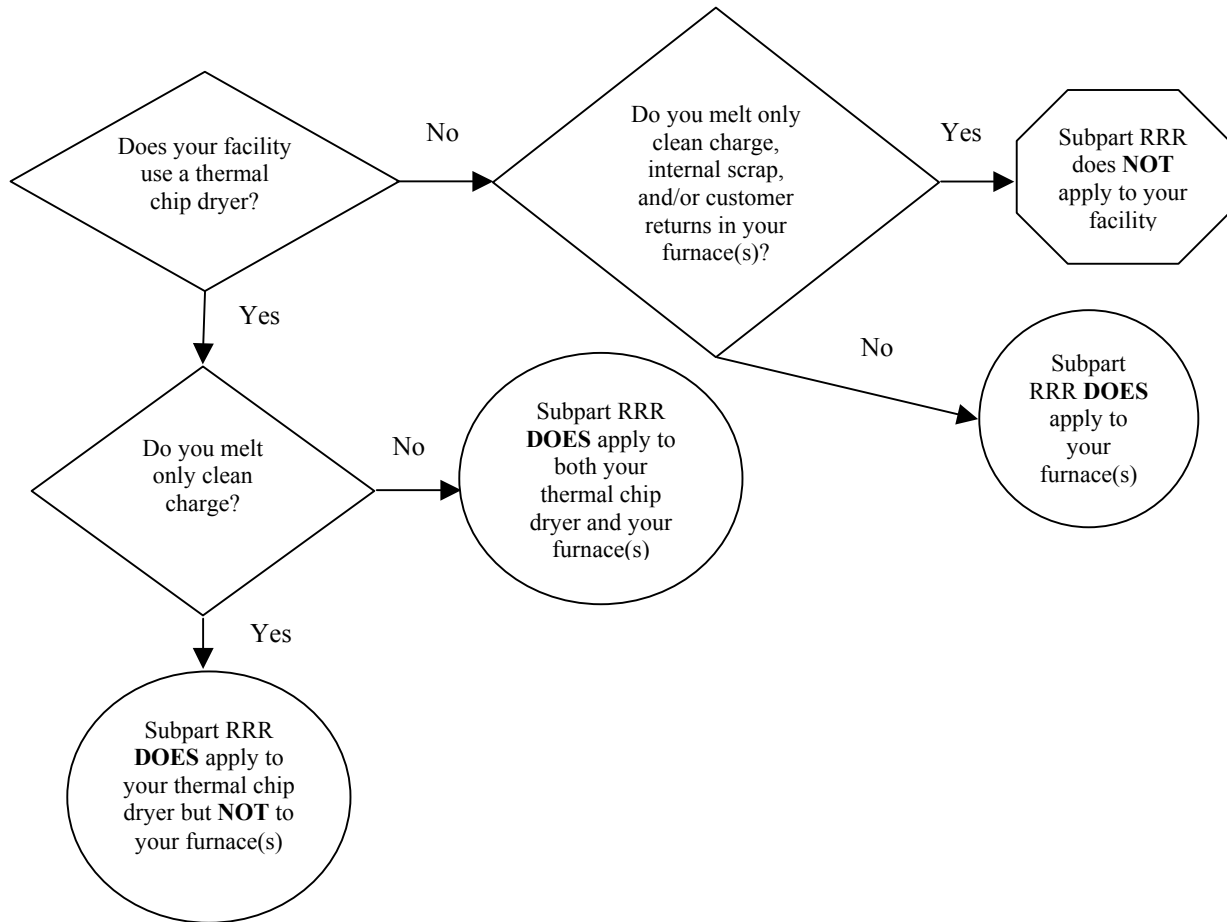 Does your facility
use a thermal
chip dryer?
No
Do you melt only
clean charge,
internal scrap,
and/or customer
returns in your
furnace(s)?
Yes
Subpart RRR
does NOT
apply to your
facility
Yes
No
Subpart
RRR DOES
apply to
your
furnace(s)
Do you melt
only clean
charge?
No
Subpart RRR
DOES apply to
both your
thermal chip
dryer and your
furnace(s)
Yes
Subpart RRR
DOES apply to
your thermal chip
dryer but NOT to
your furnace(s)